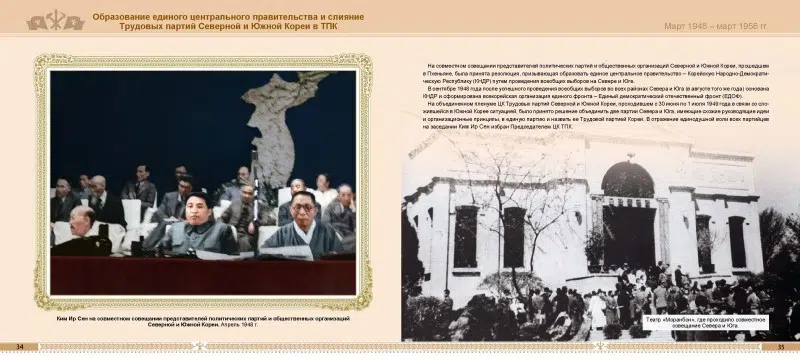 Образование единого центрального правительства и слияние
Трудовых партий Северной и Южной Кореи в ТПК
Март 1948 – март 1958 гг.
На совместном совещании представителей политических партий и общественных организаций Северной и Южной Кореи, прошедшем
в Пхеньяне, была принята резолюция, призывающая образовать единое центральное правительство – Корейскую Народно-Демократи-
ческую Республику (КНДР) путем проведения всеобщих выборов на Севере и Юге.
В сентябре 1948 года после успешного проведения всеобщих выборов во всех районах Севера и Юга (в августе того же года) основана
КНДР и сформирована всекорейская организация единого фронта – Единый демократический отечественный фронт (ЕДОФ).
На объединенном пленуме ЦК Трудовых партий Северной и Южной Кореи, проходившем с 30 июня по 1 июля 1949 года в связи со сло-
жившейся в Южной Корее ситуацией, было принято решение объединить две партии Севера и Юга, имеющие схожие руководящие идеи
и организационные принципы, в единую партию и назвать ее Трудовой партией Кореи. В отражение единодушной воли всех партийцев
на заседании Ким Ир Сен избран Председателем ЦК ТПК.
Ким Ир Сен на совместном совещании представителей политических партий и общественных организаций
Северной и Южной Кореи. Апрель 1948 г.
Театр «Моранбон», где проходило совместное
совещание Севера и Юга.
34
35